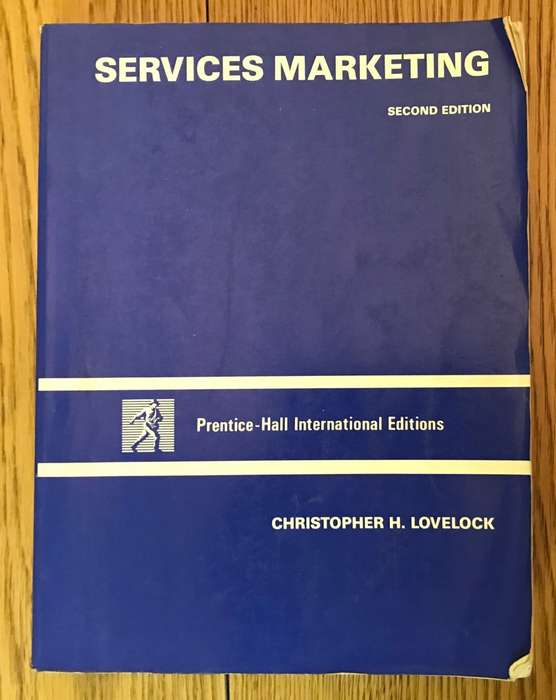 SERVICES MARKETING
SECOND EDITION
Prentice-Hall International Editions
CHRISTOPHER H. LOVELOCK